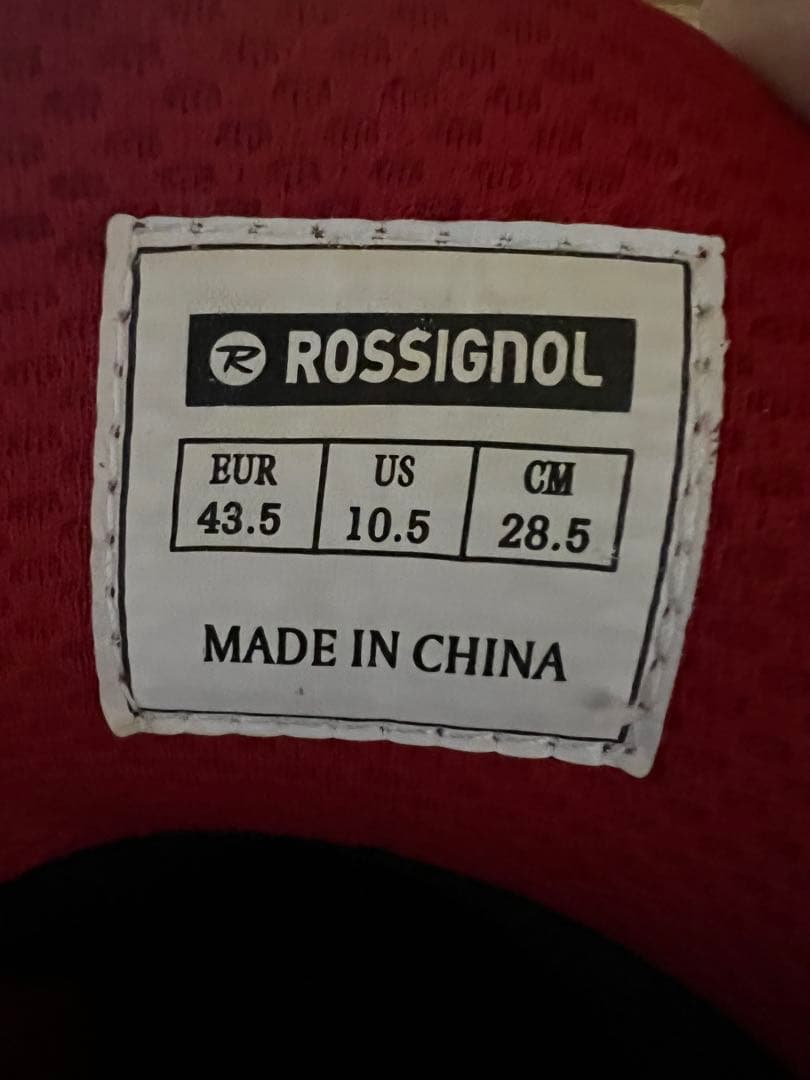 R ROSSIGNOL
EUR US CM
43.5 10.5 28.5
MADE IN CHINA